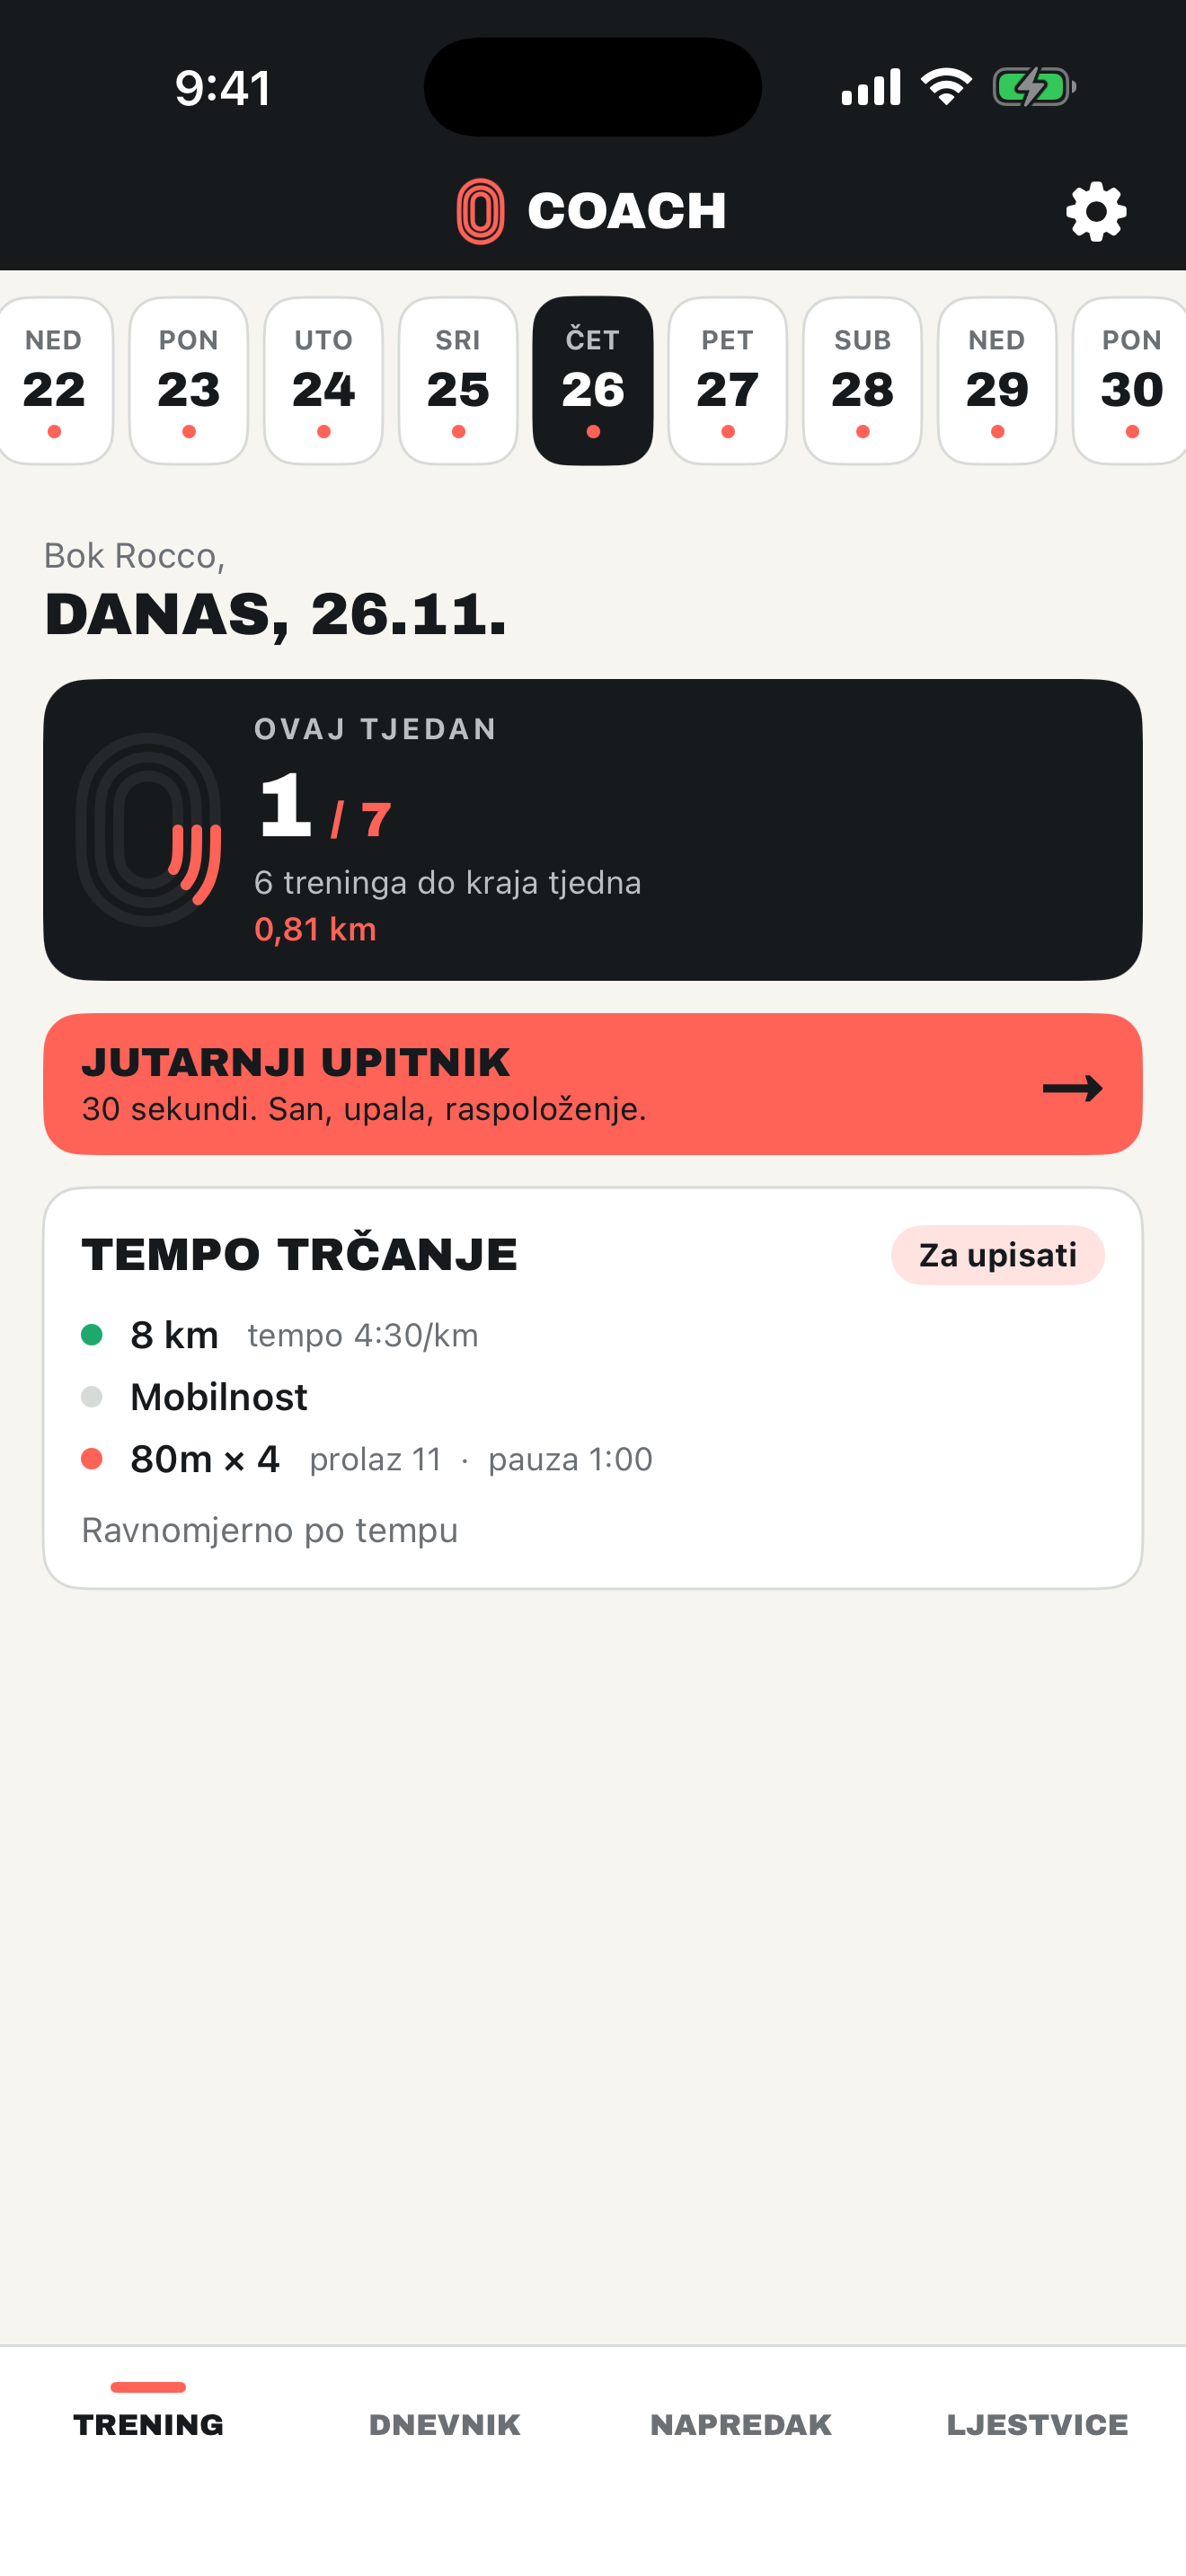 9:41
COACH
NED PON UTO SRI ČET PET SUB NED PON
22 23 24 25 26 27 28 29 30
Bok Rocco,
DANAS, 26.11.
OVAJ TJEDAN
1 / 7
6 treninga do kraja tjedna
0,81 km
JUTARNJI UPITNIK
30 sekundi. San, upala, raspoloženje.
TEMPO TRČANJE Za upisati
8 km tempo 4:30/km
Mobilnost
80m × 4 prolaz 11 · pauza 1:00
Ravnomjerno po tempu
TRENING DNEVNIK NAPREDAK LJESTVICE